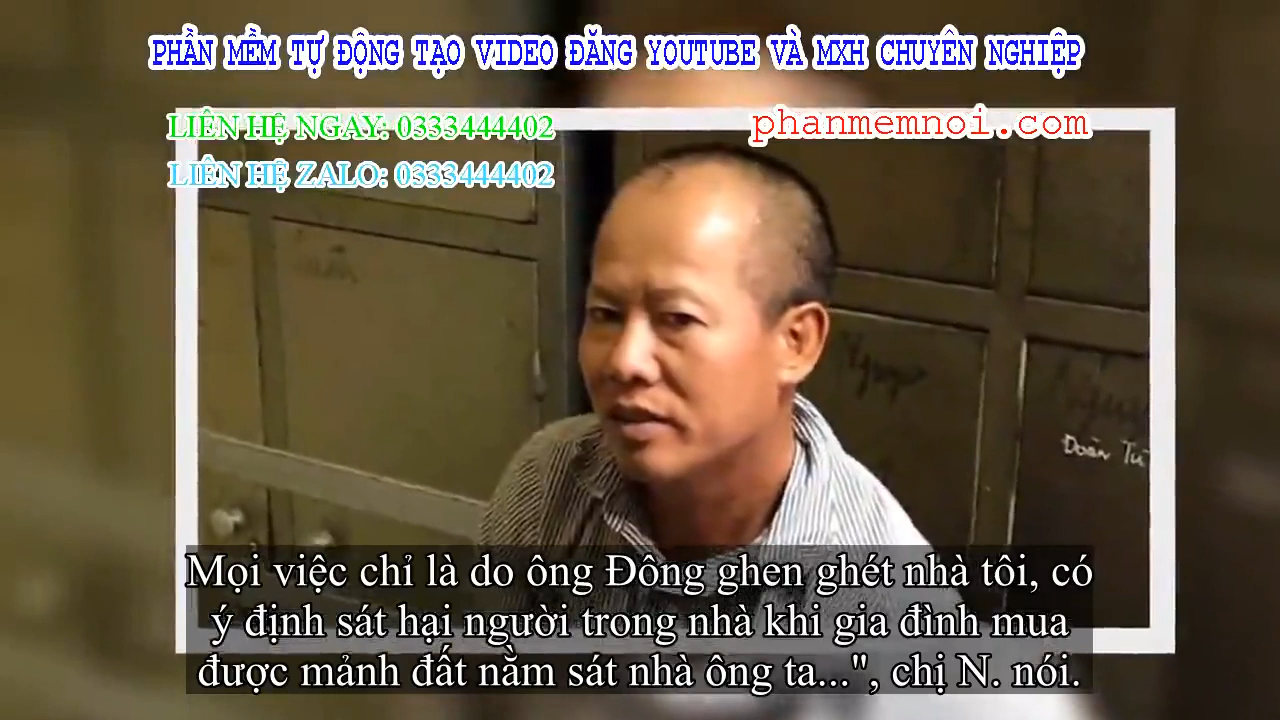 PHẦN MỀM TỰ ĐỘNG TẠO VIDEO ĐĂNG YOUTUBE VÀ MXH CHUYÊN NGHIỆP
LIÊN HỆ NGAY: 0333444402
phanmemnoi.com
LIÊN HỆ ZALO: 0333444402
Đoàn Từ
Mọi việc chỉ là do ông Đông ghen ghét nhà tôi, có
ý định sát hại người trong nhà khi gia đình mua
được mảnh đất nằm sát nhà ông ta...", chị N. nói.